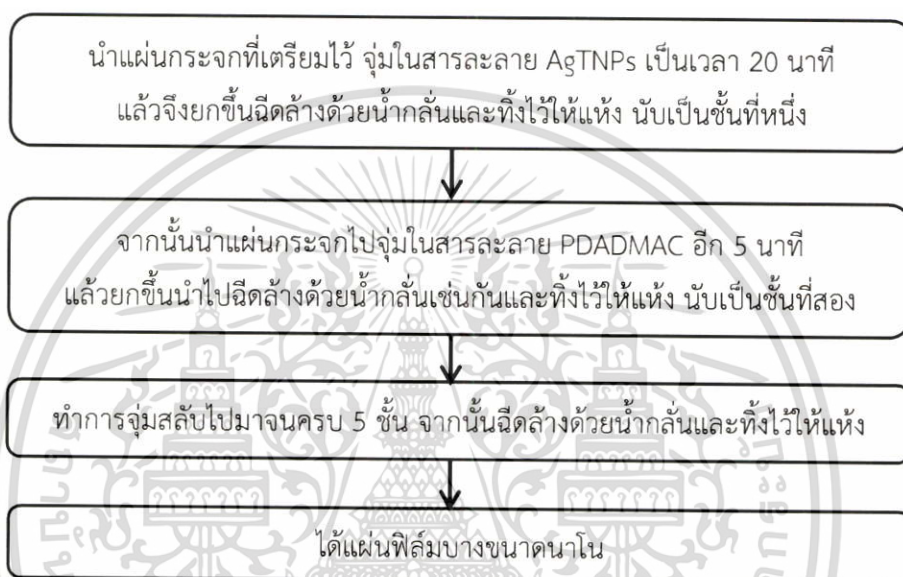 นำแผ่นกระจกที่เตรียมไว้ จุ่มในสารละลาย AgTNPs เป็นเวลา 20 นาที
แล้วจึงยกขึ้นฉีดล้างด้วยน้ำกลั่นและทิ้งไว้ให้แห้ง นับเป็นชั้นที่หนึ่ง
จากนั้นนำแผ่นกระจกไปจุ่มในสารละลาย PDADMAC อีก 5 นาที
แล้วยกขึ้นนำไปฉีดล้างด้วยน้ำกลั่นเช่นกันและทิ้งไว้ให้แห้ง นับเป็นชั้นที่สอง
ทำการจุ่มสลับไปมาจนครบ 5 ชั้น จากนั้นฉีดล้างด้วยน้ำกลั่นและทิ้งไว้ให้แห้ง
ได้แผ่นฟิล์มบางขนาดนาโน